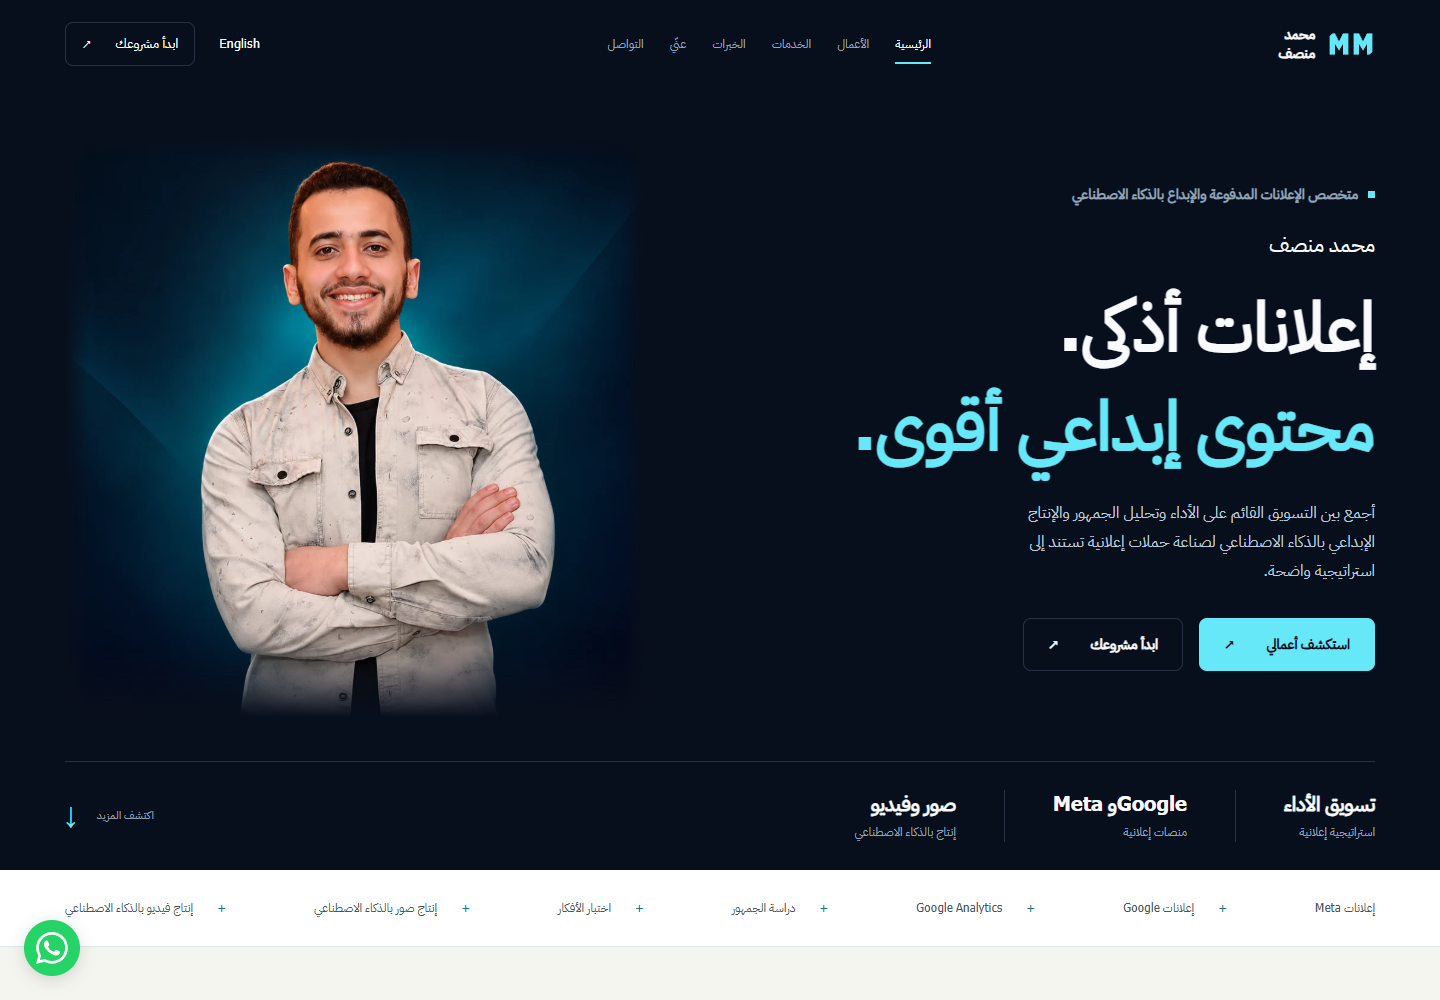 MM
محمد
منصف
الرئيسية
الأعمال
الخدمات
الخبرات
عنّي
التواصل
English
ابدأ مشروعك ↗
متخصص الإعلانات المدفوعة والإبداع بالذكاء الاصطناعي
محمد منصف
إعلانات أذكى.
محتوى إبداعي أقوى.
أجمع بين التسويق القائم على الأداء وتحليل الجمهور والإنتاج
الإبداعي بالذكاء الاصطناعي لصناعة حملات إعلانية تستند إلى
استراتيجية واضحة.
استكشف أعمالي ↗
ابدأ مشروعك ↗
تسويق الأداء
استراتيجية إعلانية
Google و Meta
منصات إعلانية
صور وفيديو
إنتاج بالذكاء الاصطناعي
اكتشف المزيد ↓
إعلانات Meta
+
إعلانات Google
+
Google Analytics
+
دراسة الجمهور
+
اختبار الأفكار
+
إنتاج صور بالذكاء الاصطناعي
+
إنتاج فيديو بالذكاء الاصطناعي